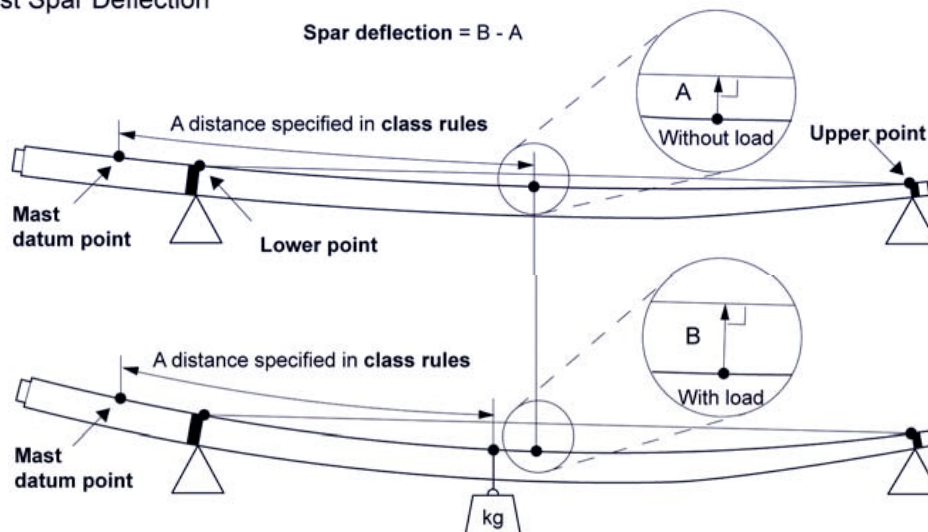 Spar Deflection
Spar deflection = B - A
A
Without load
A distance specified in class rules
Upper point
Mast
datum point
Lower point
B
With load
A distance specified in class rules
Mast
datum point
kg